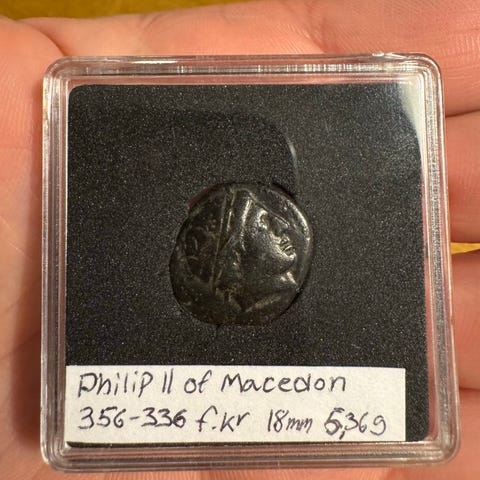 Philip II of Macedon
356-336 f.kr 18mm 5,36g